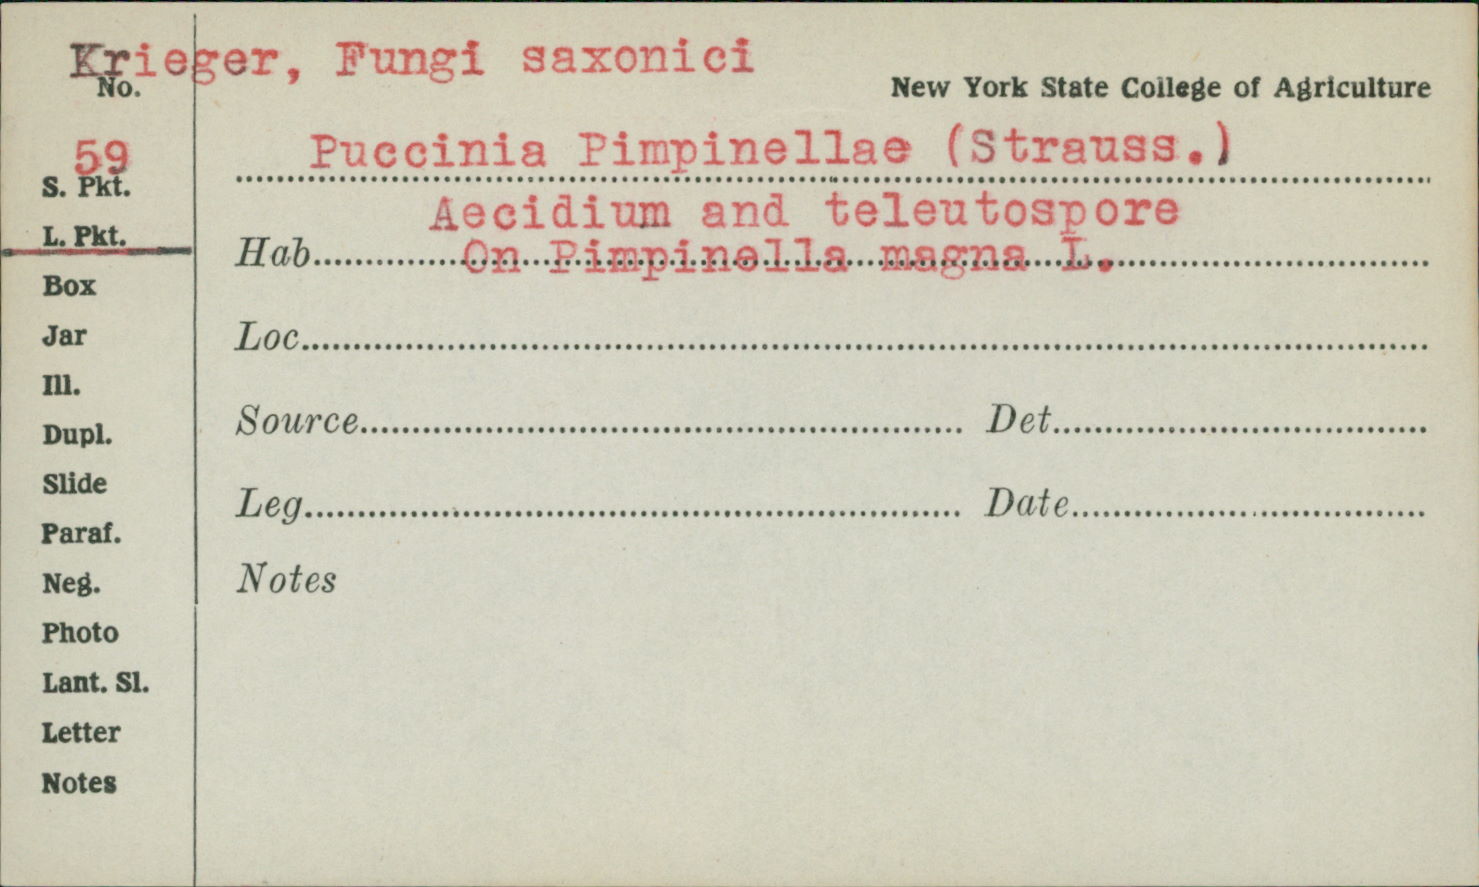 Krieger, Fungi saxonici
No.
New York State College of Agriculture
59
Puccinia Pimpinellae (Strauss.)
S. Pkt.
Aecidium and teleutospore
L. Pkt.
Hab. On Pimpinella magna L.
Box
Jar
Loc.
Ill.
Dupl.
Source Det.
Slide
Leg. Date
Paraf.
Neg.
Notes
Photo
Lant. Sl.
Letter
Notes